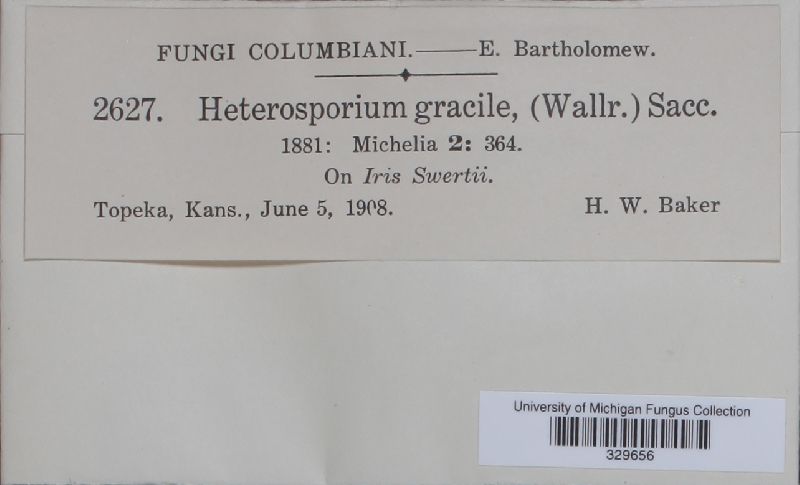 FUNGI COLUMBIANI.——E. Bartholomew.
2627. Heterosporium gracile, (Wallr.) Sacc.
1881: Michelia 2: 364.
On Iris Swertii.
Topeka, Kans., June 5, 1908. H. W. Baker
University of Michigan Fungus Collection
329656